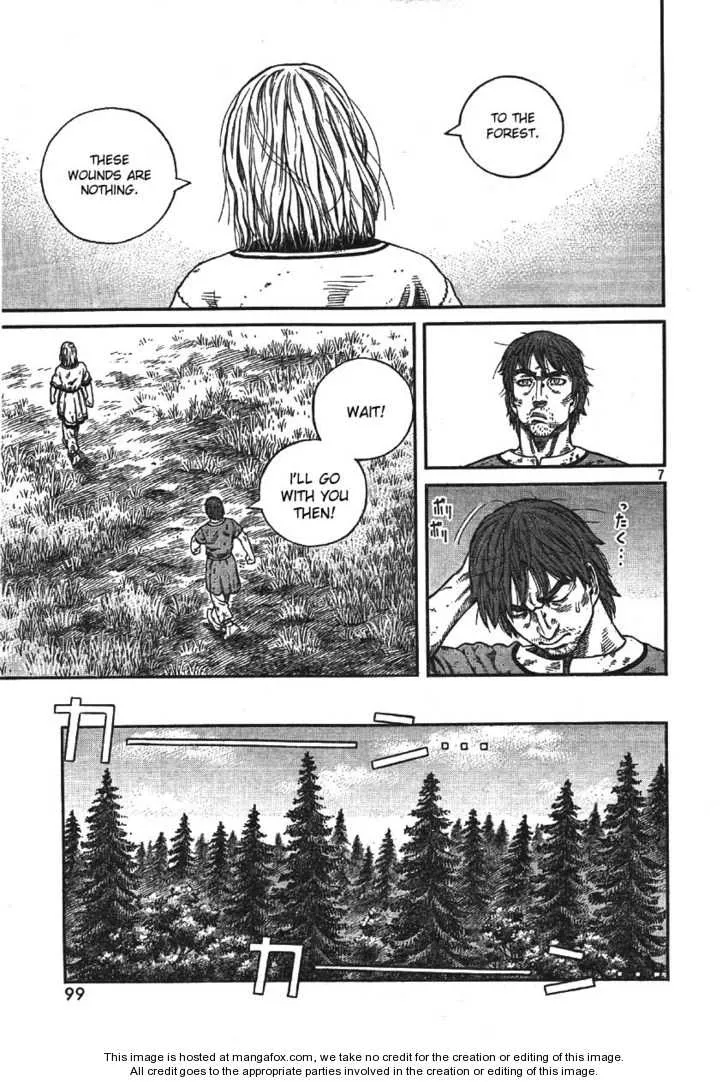 TO THE
FOREST.
THESE
WOUNDS ARE
NOTHING.
7
ったく…
ボリ
ボリ
WAIT!
I'LL GO
WITH YOU
THEN!
カーン…
カーン…
99
This image is hosted at mangafox.com, we take no credit for the creation or editing of this image.
All credit goes to the appropriate parties involved in the creation or editing of this image.